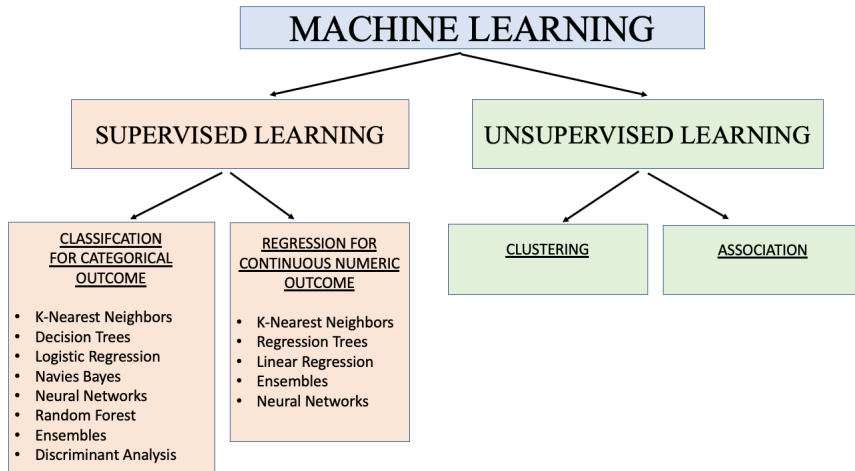 MACHINE LEARNING
SUPERVISED LEARNING
UNSUPERVISED LEARNING
CLASSIFCATION
FOR CATEGORICAL
OUTCOME
• K-Nearest Neighbors
• Decision Trees
• Logistic Regression
• Navies Bayes
• Neural Networks
• Random Forest
• Ensembles
• Discriminant Analysis
REGRESSION FOR
CONTINUOUS NUMERIC
OUTCOME
• K-Nearest Neighbors
• Regression Trees
• Linear Regression
• Ensembles
• Neural Networks
CLUSTERING
ASSOCIATION